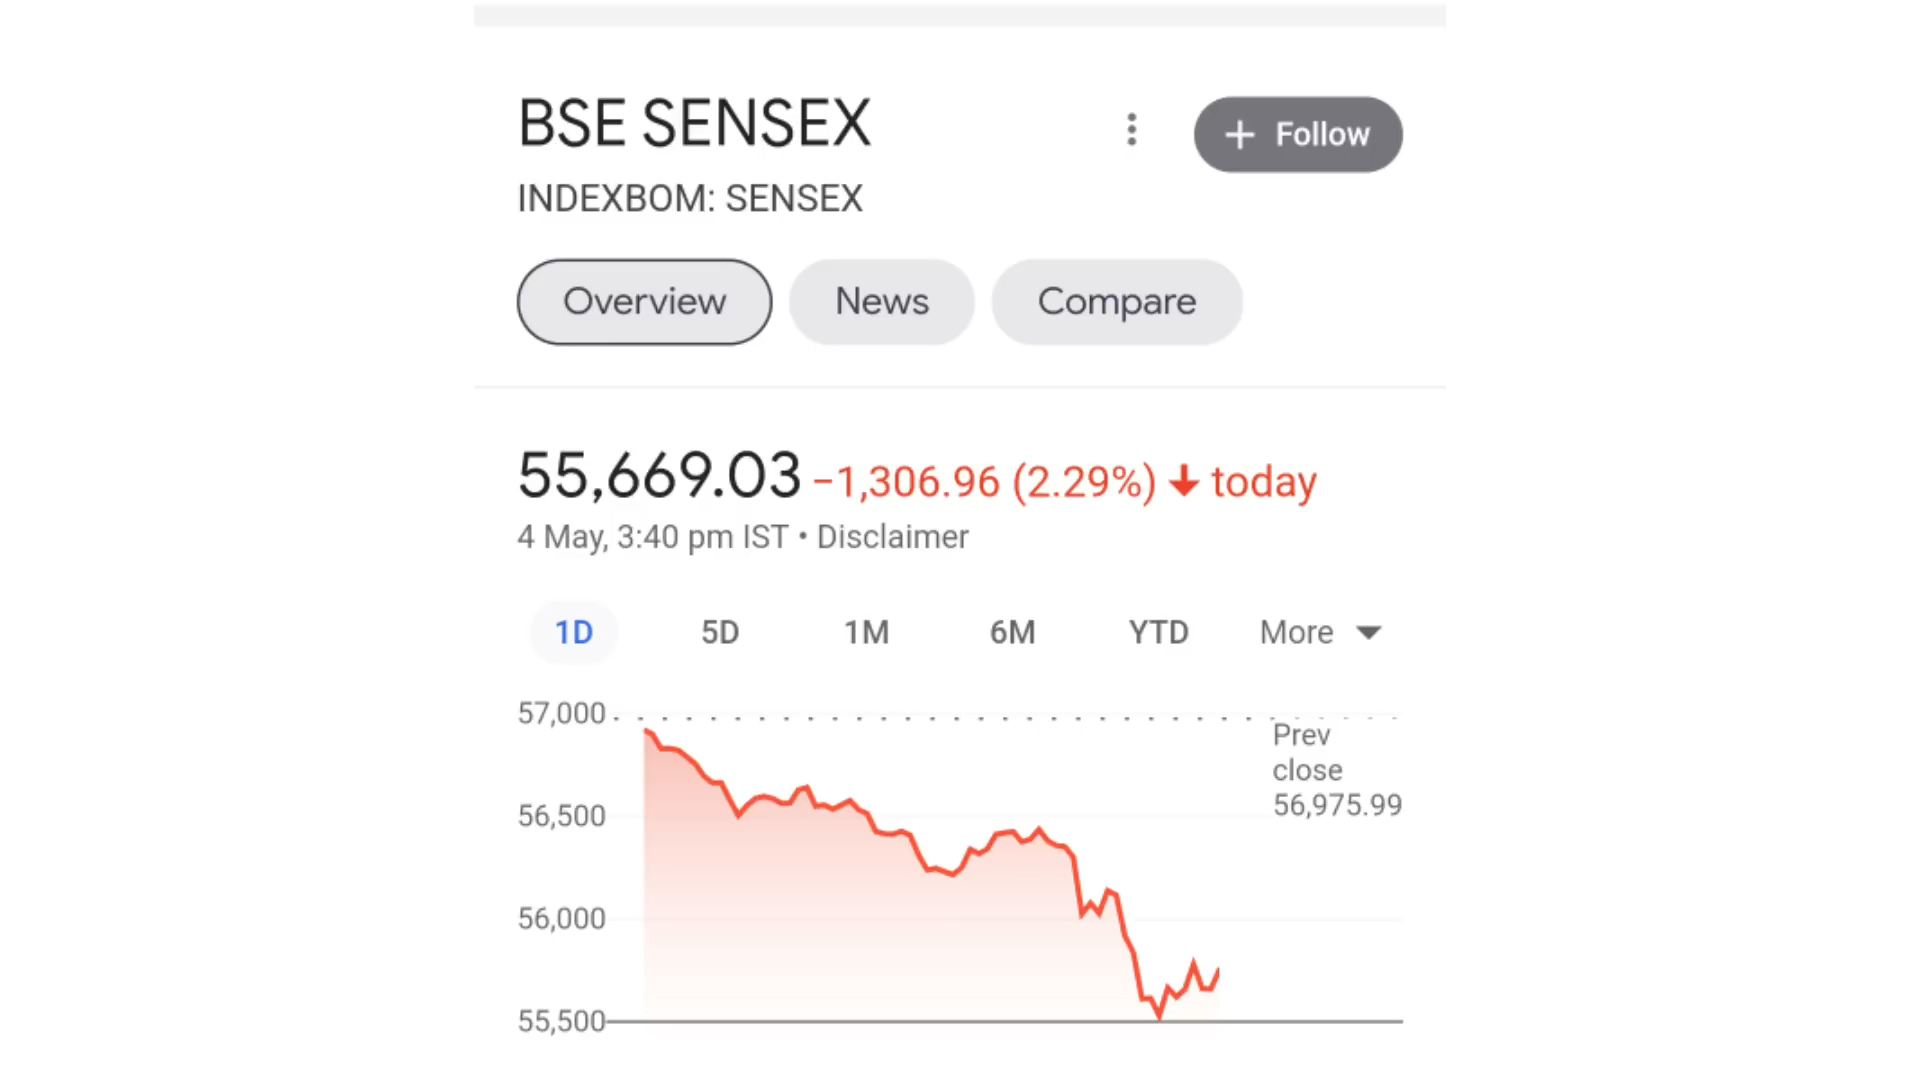 BSE SENSEX
+ Follow
INDEXBOM: SENSEX
Overview News Compare
55,669.03 −1,306.96 (2.29%) ↓ today
4 May, 3:40 pm IST • Disclaimer
1D 5D 1M 6M YTD More
57,000
Prev
close
56,975.99
56,500
56,000
55,500